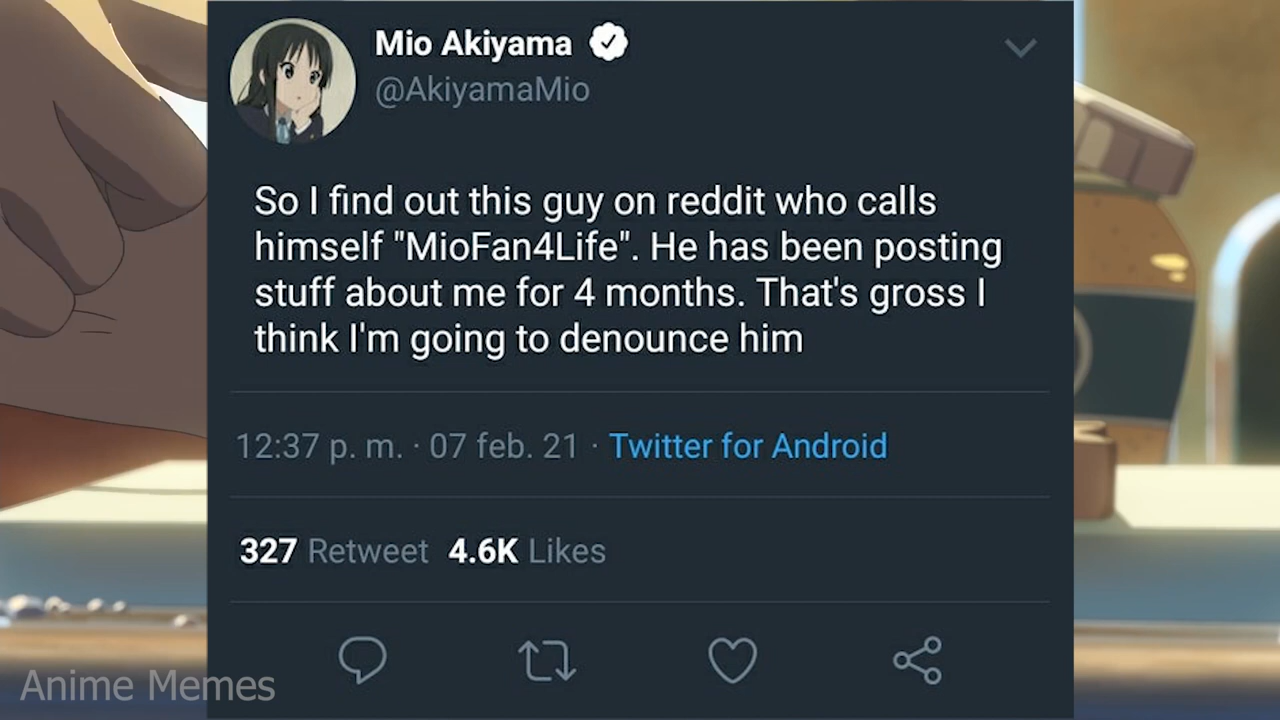 Mio Akiyama
@AkiyamaMio
So I find out this guy on reddit who calls
himself "MioFan4Life". He has been posting
stuff about me for 4 months. That's gross I
think I'm going to denounce him
12:37 p. m. · 07 feb. 21 · Twitter for Android
327 Retweet 4.6K Likes
Anime Memes